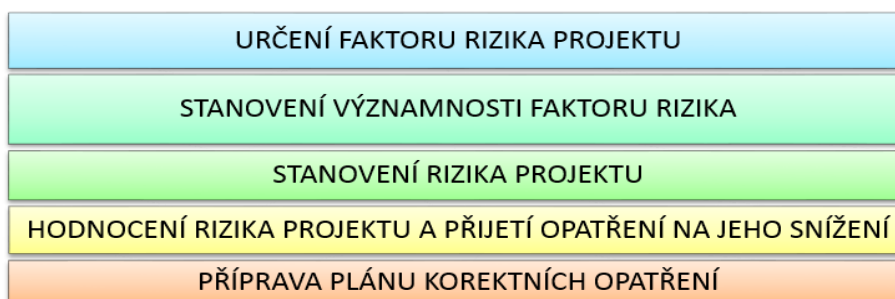 URČENÍ FAKTORU RIZIKA PROJEKTU
STANOVENÍ VÝZNAMNOSTI FAKTORU RIZIKA
STANOVENÍ RIZIKA PROJEKTU
HODNOCENÍ RIZIKA PROJEKTU A PŘIJETÍ OPATŘENÍ NA JEHO SNÍŽENÍ
PŘÍPRAVA PLÁNU KOREKTNÍCH OPATŘENÍ